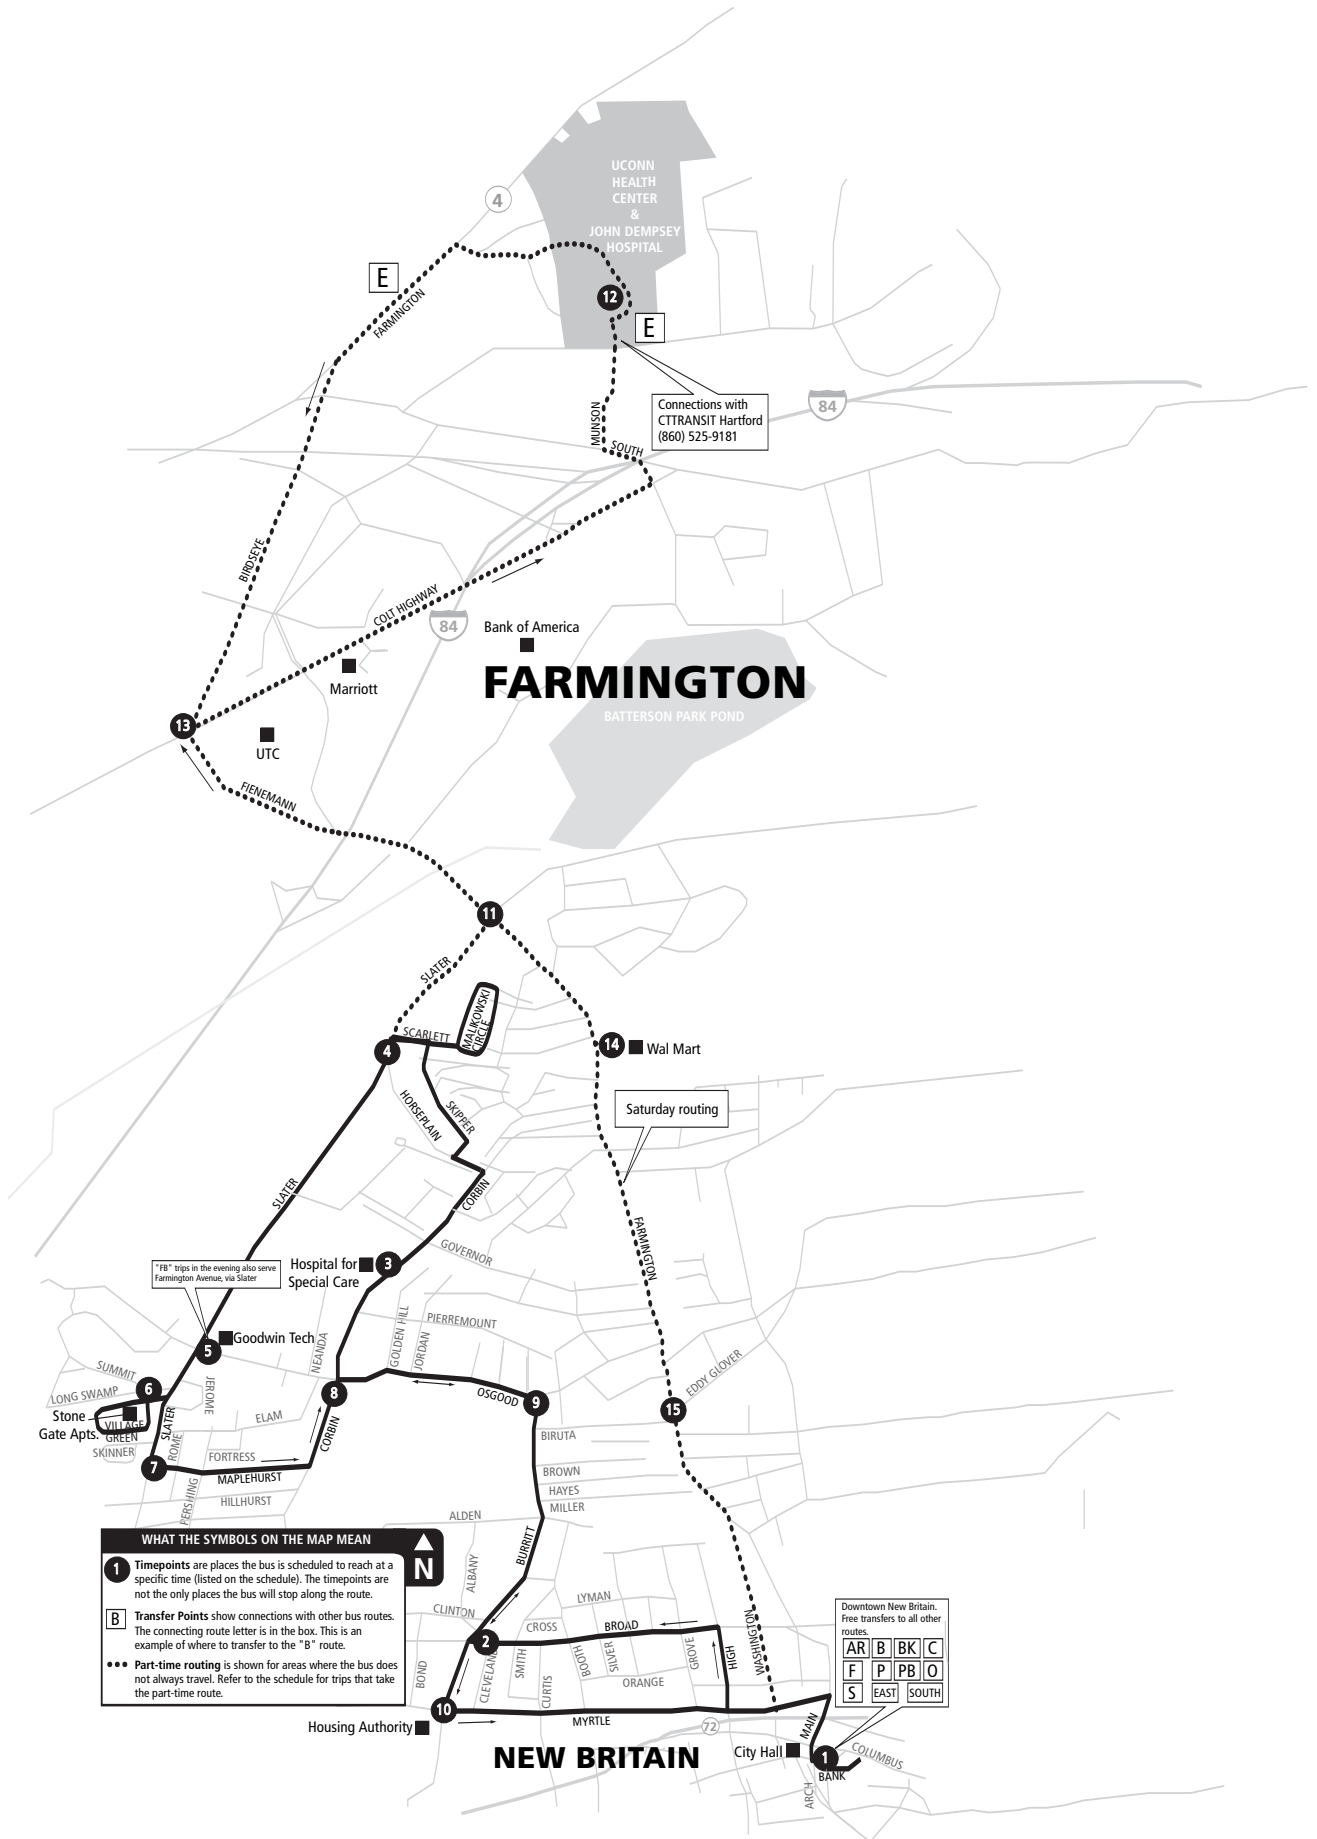 UCONN
HEALTH
CENTER
&
JOHN DEMPSEY
HOSPITAL
4
E
FARMINGTON
12
E
Connections with
CTTRANSIT Hartford
(860) 525-9181
84
MUNSON
SOUTH
BIRDSEYE
COLT HIGHWAY
84
Bank of America
Marriott
FARMINGTON
BATTERSON PARK POND
13
UTC
FIENEMANN
11
SLATER
MALIKOWSKI
CIRCLE
SCARLETT
4
14
Wal Mart
HORSEPLAIN
SKIPPER
Saturday routing
SLATER
CORBIN
FARMINGTON
GOVERNOR
"FB" trips in the evening also serve
Farmington Avenue, via Slater
Hospital for
Special Care
3
GOLDEN HILL
JORDAN
PIERREMOUNT
Goodwin Tech
5
NEANDA
SUMMIT
LONG SWAMP
6
JEROME
8
OSGOOD
9
EDDY GLOVER
15
Stone
Gate Apts.
VILLAGE
GREEN
SKINNER
SLATER
ROME
ELAM
CORBIN
BIRUTA
FORTRESS
7
MAPLEHURST
BROWN
HAYES
MILLER
PERSHING
HILLHURST
ALDEN
BURRITT
ALBANY
WHAT THE SYMBOLS ON THE MAP MEAN
N
1
Timepoints are places the bus is scheduled to reach at a
specific time (listed on the schedule). The timepoints are
not the only places the bus will stop along the route.
B
Transfer Points show connections with other bus routes.
The connecting route letter is in the box. This is an
example of where to transfer to the "B" route.
Part-time routing is shown for areas where the bus does
not always travel. Refer to the schedule for trips that take
the part-time route.
CLINTON
LYMAN
CROSS
BROAD
2
BOND
CLEVELAND
SMITH
CURTIS
BOOTH
SILVER
GROVE
HIGH
WASHINGTON
ORANGE
10
Housing Authority
MYRTLE
72
Downtown New Britain.
Free transfers to all other
routes.
AR B BK C
F P PB O
S EAST SOUTH
NEW BRITAIN
City Hall
MAIN
1
COLUMBUS
BANK
ARCH